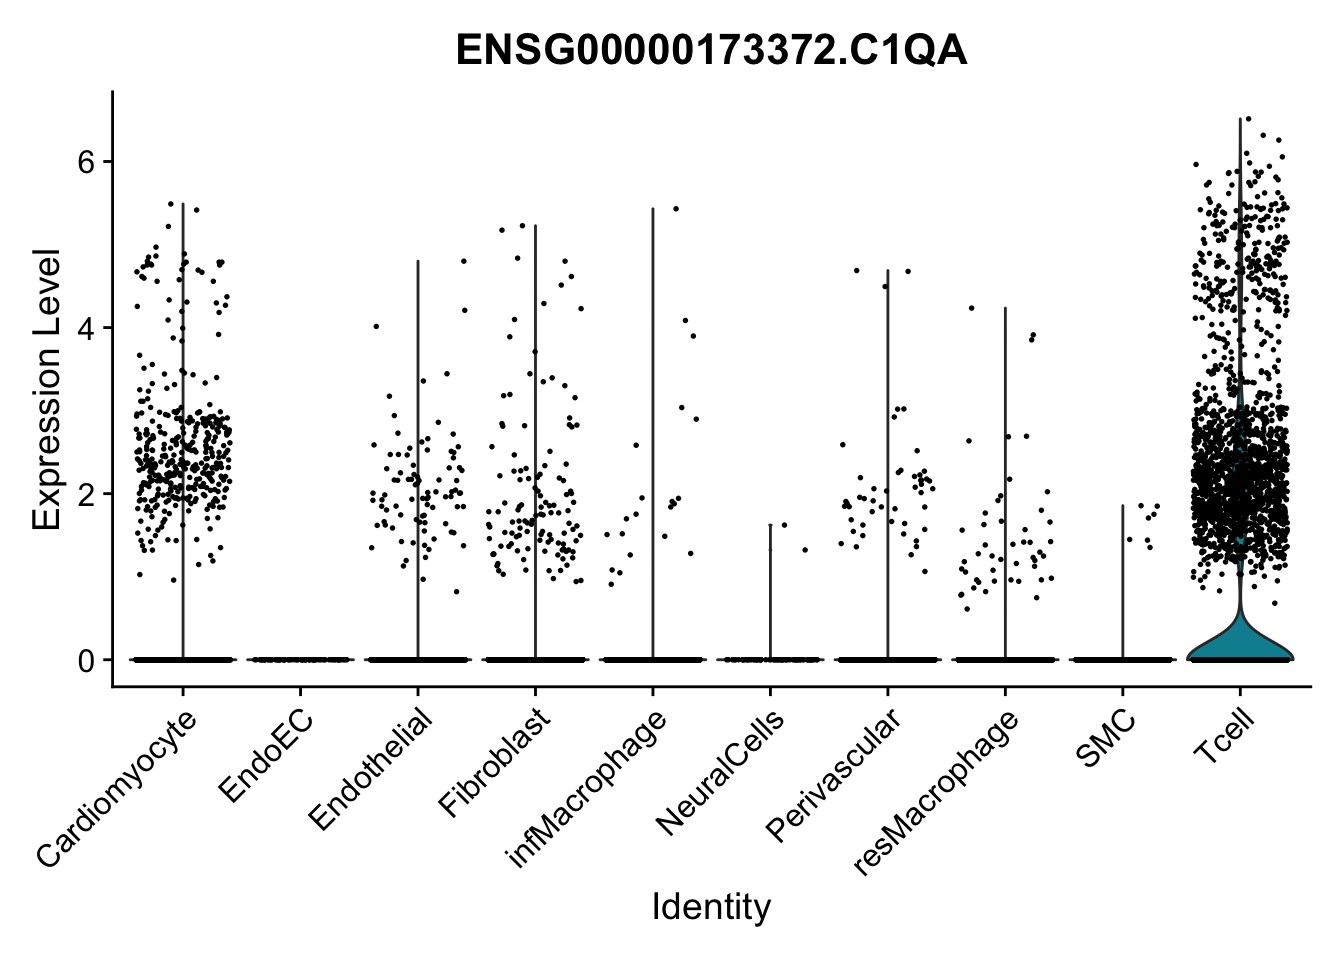 ENSG00000173372.C1QA
Expression Level
6
4
2
0
Cardiomyocyte
EndoEC
Endothelial
Fibroblast
infMacrophage
NeuralCells
Perivascular
resMacrophage
SMC
Tcell
Identity